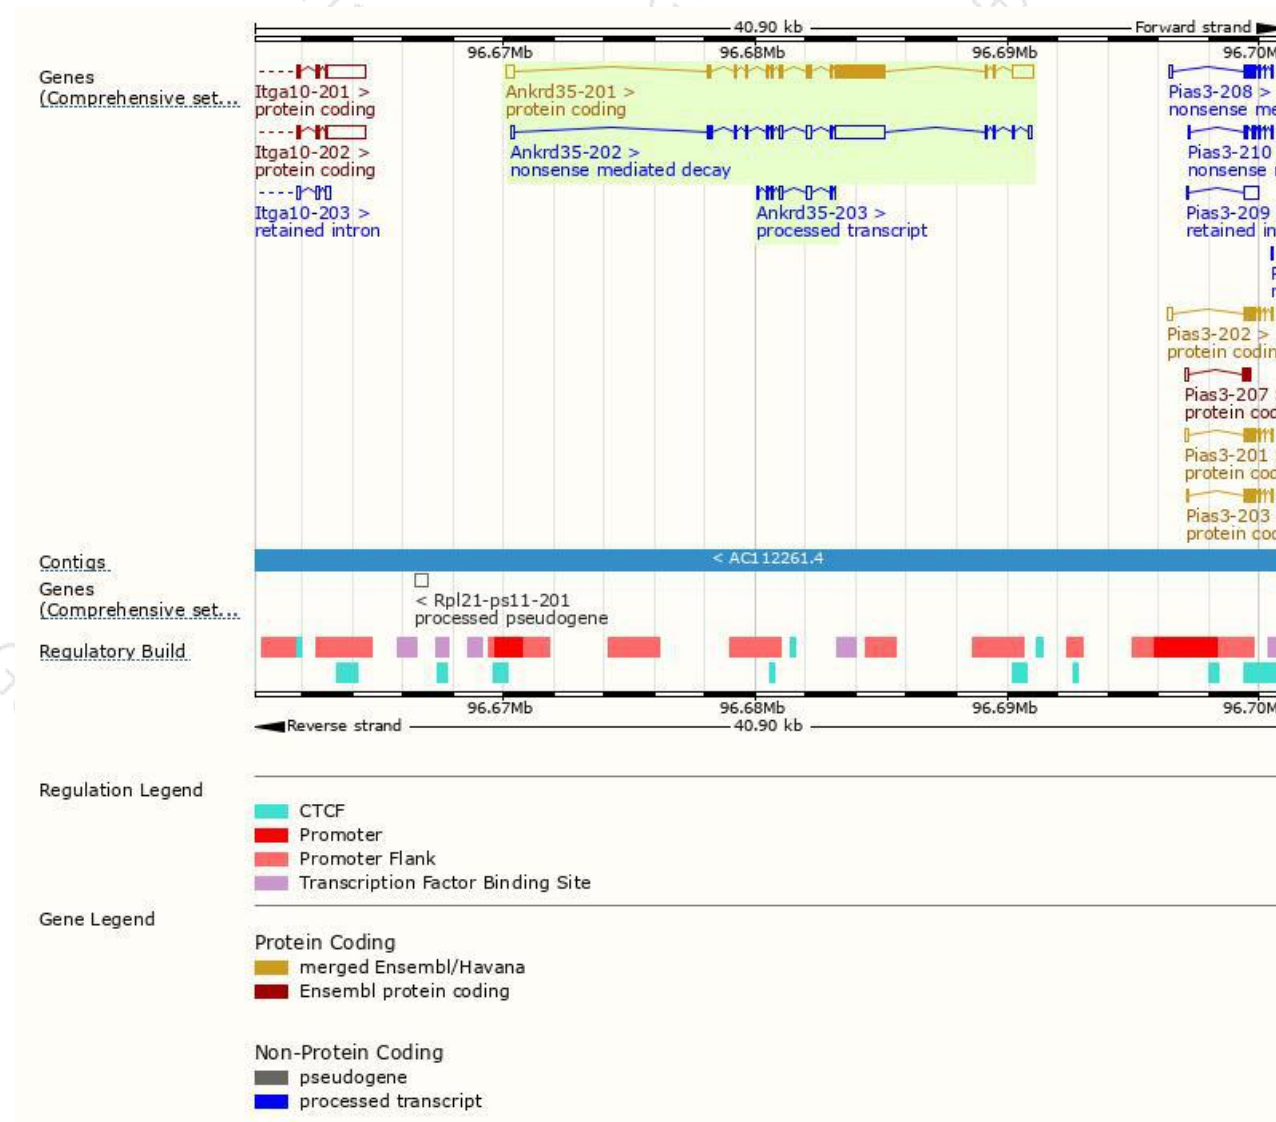 40.90 kb Forward strand
96.67Mb 96.68Mb 96.69Mb 96.70M
Genes
(Comprehensive set...
Itga10-201 > Ankrd35-201 > Pias3-208 >
protein coding protein coding nonsense me
Itga10-202 > Ankrd35-202 > Pias3-210
protein coding nonsense mediated decay nonsense
Itga10-203 > Ankrd35-203 > Pias3-209
retained intron processed transcript retained in
Pias3-202 >
protein codin
Pias3-207
protein cod
Pias3-201
protein cod
Pias3-203
protein cod
Contigs < AC112261.4
Genes
(Comprehensive set...
< Rpl21-ps11-201
processed pseudogene
Regulatory Build
96.67Mb 96.68Mb 96.69Mb 96.70M
Reverse strand 40.90 kb
Regulation Legend
CTCF
Promoter
Promoter Flank
Transcription Factor Binding Site
Gene Legend
Protein Coding
merged Ensembl/Havana
Ensembl protein coding
Non-Protein Coding
pseudogene
processed transcript